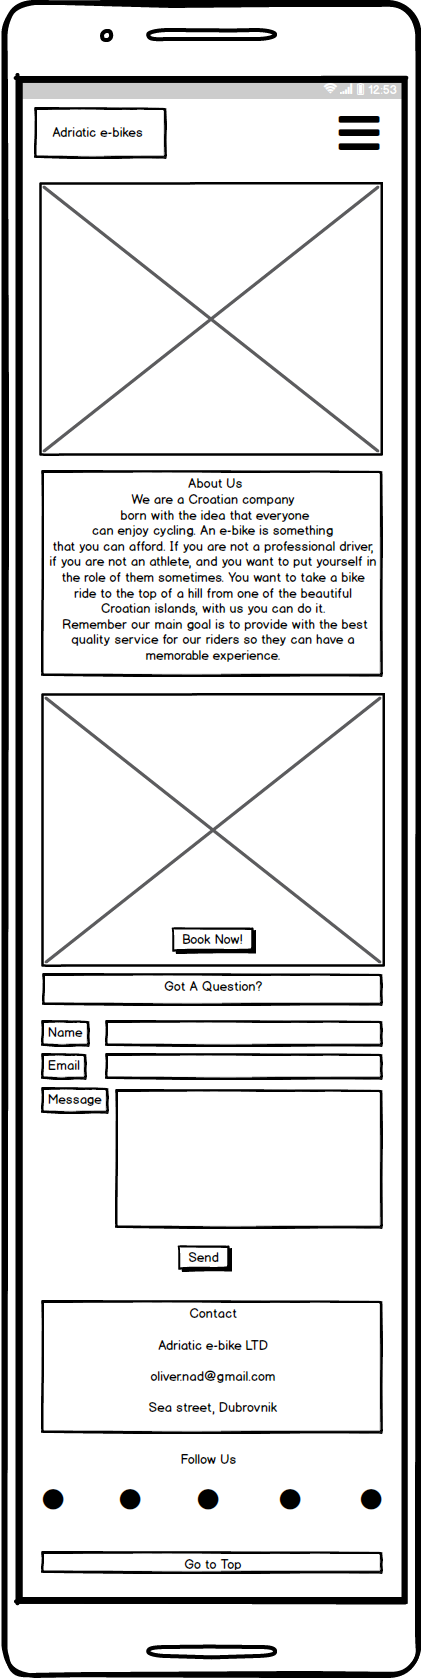 12:53
Adriatic e-bikes
About Us
We are a Croatian company
born with the idea that everyone
can enjoy cycling. An e-bike is something
that you can afford. If you are not a professional driver,
if you are not an athlete, and you want to put yourself in
the role of them sometimes. You want to take a bike
ride to the top of a hill from one of the beautiful
Croatian islands, with us you can do it.
Remember our main goal is to provide with the best
quality service for our riders so they can have a
memorable experience.
Book Now!
Got A Question?
Name
Email
Message
Send
Contact
Adriatic e-bike LTD
oliver.nad@gmail.com
Sea street, Dubrovnik
Follow Us
Go to Top